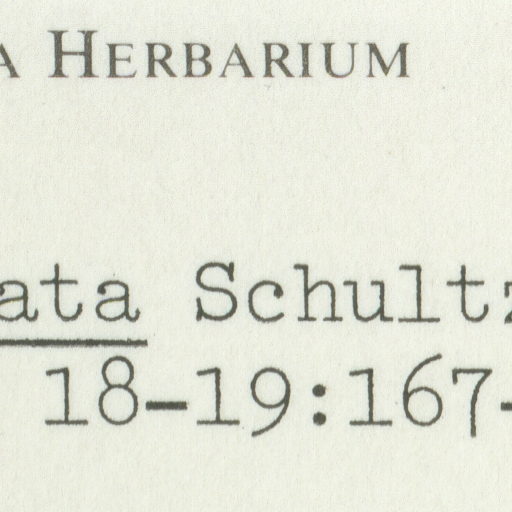 A HERBARIUM
ata Schultz
18-19:167-